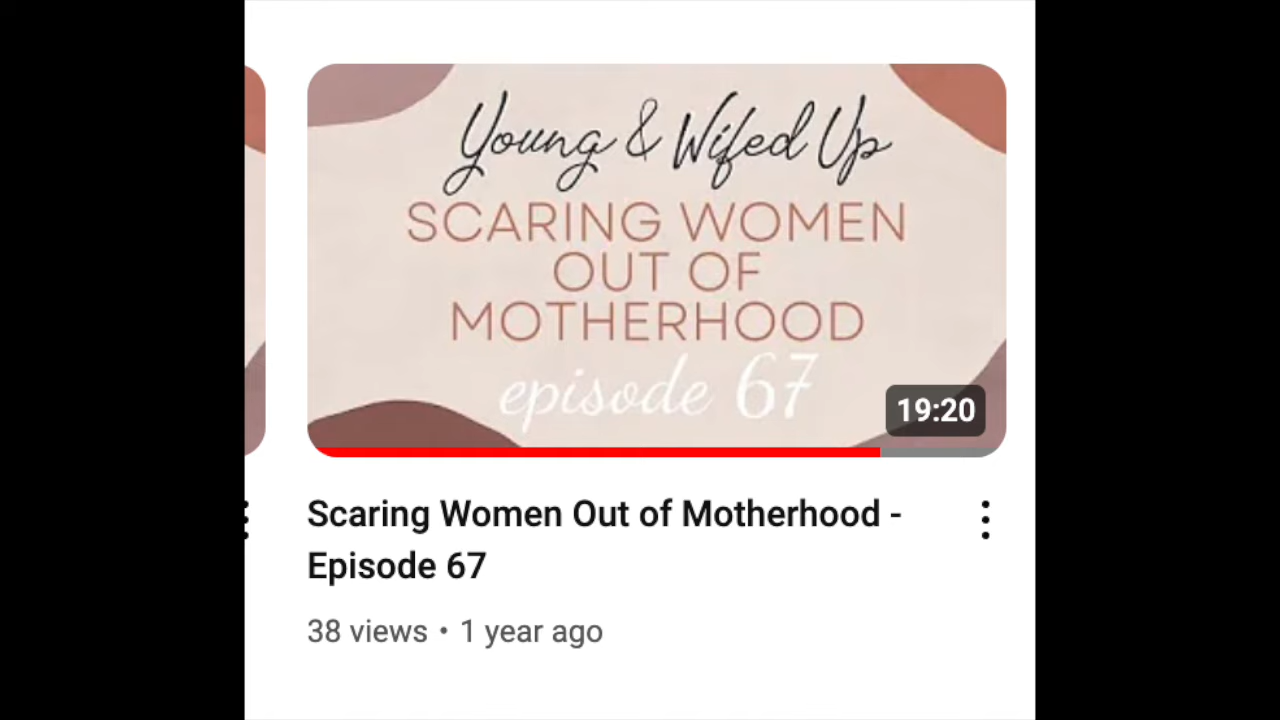 Young & Wifed Up
SCARING WOMEN
OUT OF
MOTHERHOOD
episode 67
19:20
Scaring Women Out of Motherhood -
Episode 67
38 views • 1 year ago